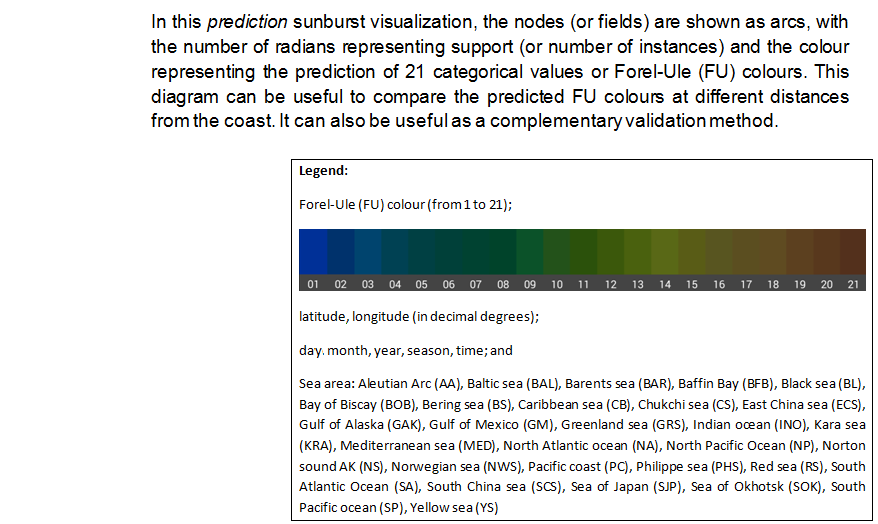 In this prediction sunburst visualization, the nodes (or fields) are shown as arcs, with
the number of radians representing support (or number of instances) and the colour
representing the prediction of 21 categorical values or Forel-Ule (FU) colours. This
diagram can be useful to compare the predicted FU colours at different distances
from the coast. It can also be useful as a complementary validation method.
Legend:
Forel-Ule (FU) colour (from 1 to 21);
01 02 03 04 05 06 07 08 09 10 11 12 13 14 15 16 17 18 19 20 21
latitude, longitude (in decimal degrees);
day. month, year, season, time; and
Sea area: Aleutian Arc (AA), Baltic sea (BAL), Barents sea (BAR), Baffin Bay (BFB), Black sea (BL),
Bay of Biscay (BOB), Bering sea (BS), Caribbean sea (CB), Chukchi sea (CS), East China sea (ECS),
Gulf of Alaska (GAK), Gulf of Mexico (GM), Greenland sea (GRS), Indian ocean (INO), Kara sea
(KRA), Mediterranean sea (MED), North Atlantic ocean (NA), North Pacific Ocean (NP), Norton
sound AK (NS), Norwegian sea (NWS), Pacific coast (PC), Philippe sea (PHS), Red sea (RS), South
Atlantic Ocean (SA), South China sea (SCS), Sea of Japan (SJP), Sea of Okhotsk (SOK), South
Pacific ocean (SP), Yellow sea (YS)